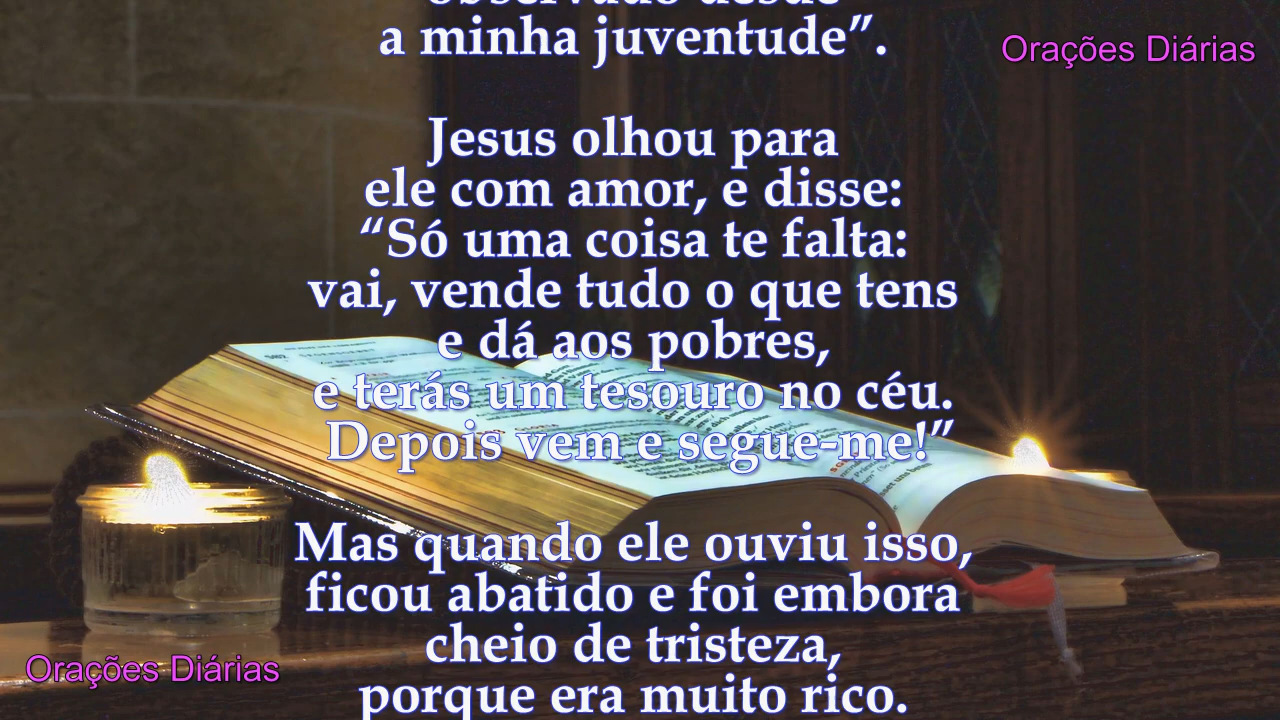 observado desde
a minha juventude”.
Orações Diárias
Jesus olhou para
ele com amor, e disse:
“Só uma coisa te falta:
vai, vende tudo o que tens
e dá aos pobres,
e terás um tesouro no céu.
Depois vem e segue-me!”
Mas quando ele ouviu isso,
ficou abatido e foi embora
cheio de tristeza,
porque era muito rico.
Orações Diárias